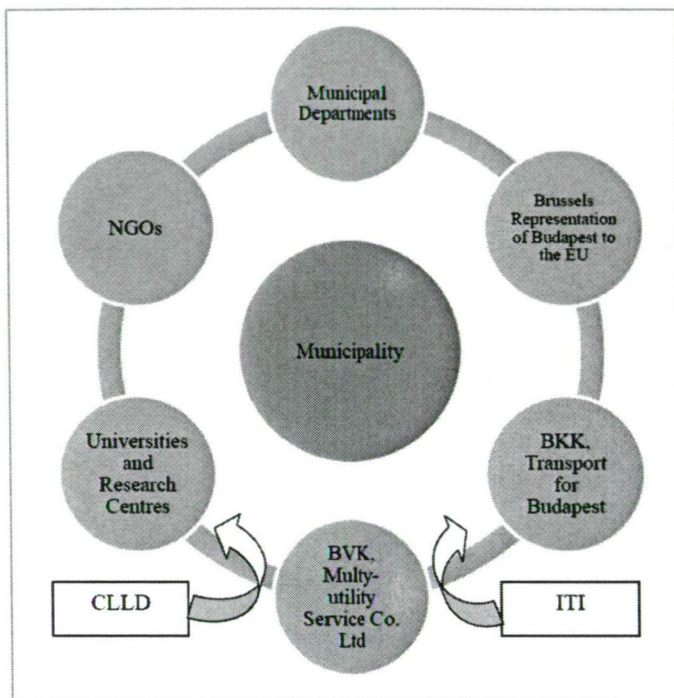 Municipal
Departments
Brussels
Representation
of Budapest to
the EU
NGOs
Municipality
Universities
and
Research
Centres
BKK,
Transport
for
Budapest
BVK,
Multy-
utility
Service Co.
Ltd
CLLD
ITI